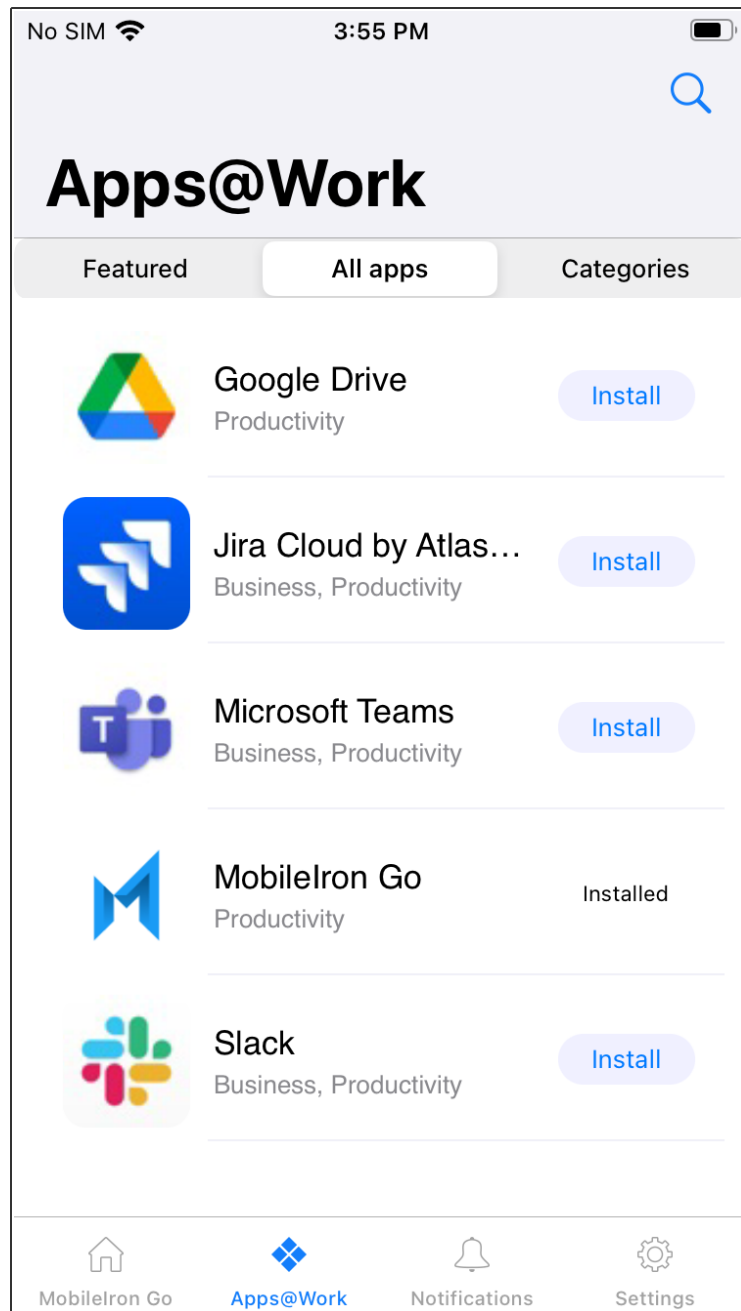 No SIM 3:55 PM
Apps@Work
Featured All apps Categories
Google Drive
Productivity
Install
Jira Cloud by Atlas...
Business, Productivity
Install
T
Microsoft Teams
Business, Productivity
Install
MobileIron Go
Productivity
Installed
Slack
Business, Productivity
Install
MobileIron Go Apps@Work Notifications Settings